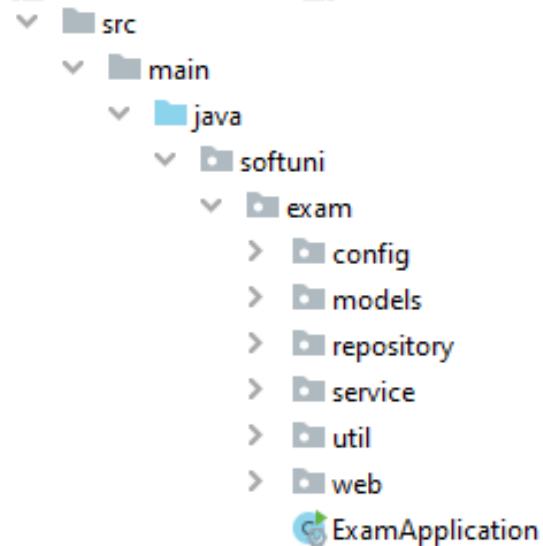 src
main
java
softuni
exam
config
models
repository
service
util
web
ExamApplication